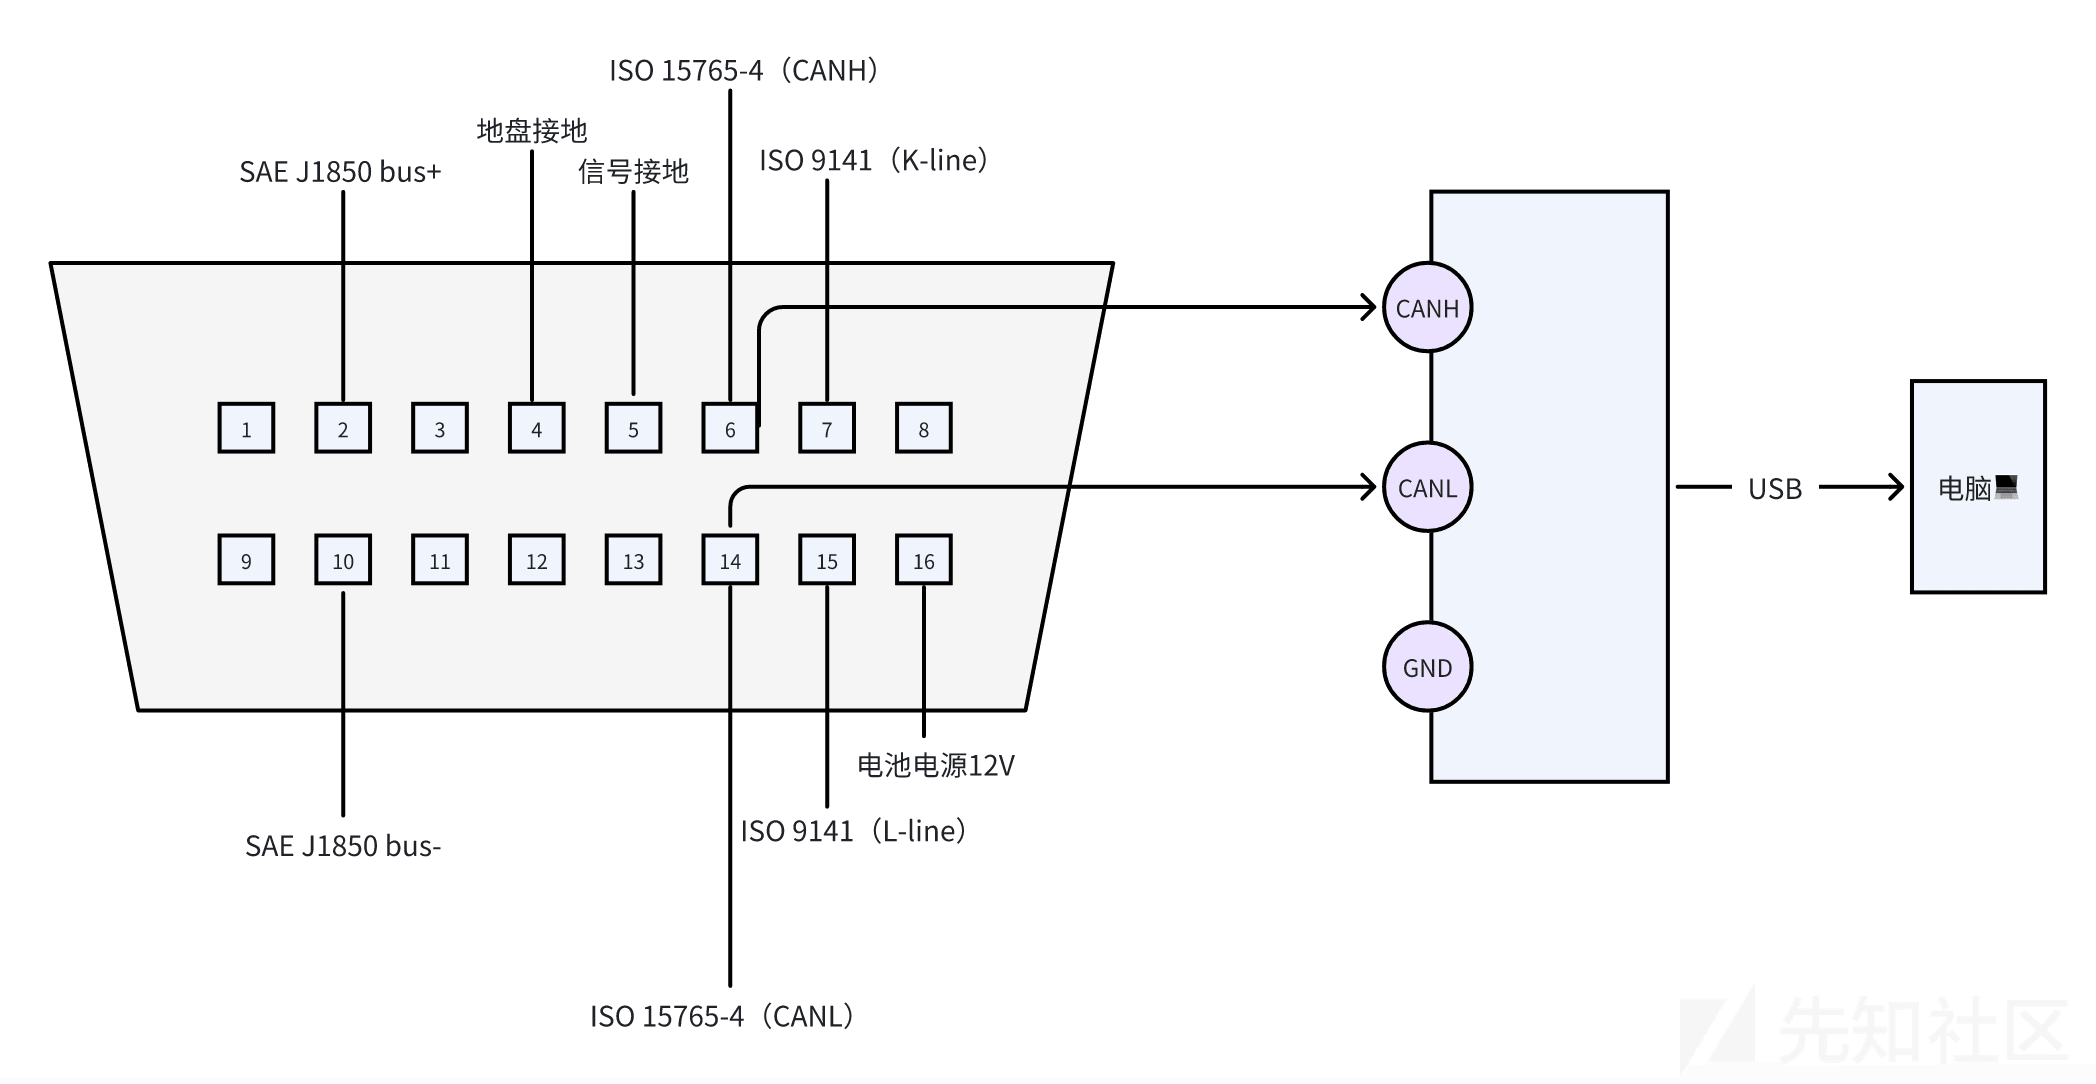 ISO 15765-4（CANH）
地盘接地
SAE J1850 bus+
信号接地
ISO 9141（K-line）
CANH
1
2
3
4
5
6
7
8
CANL
USB
电脑💻
9
10
11
12
13
14
15
16
GND
电池电源12V
ISO 9141（L-line）
SAE J1850 bus-
ISO 15765-4（CANL）
先知社区